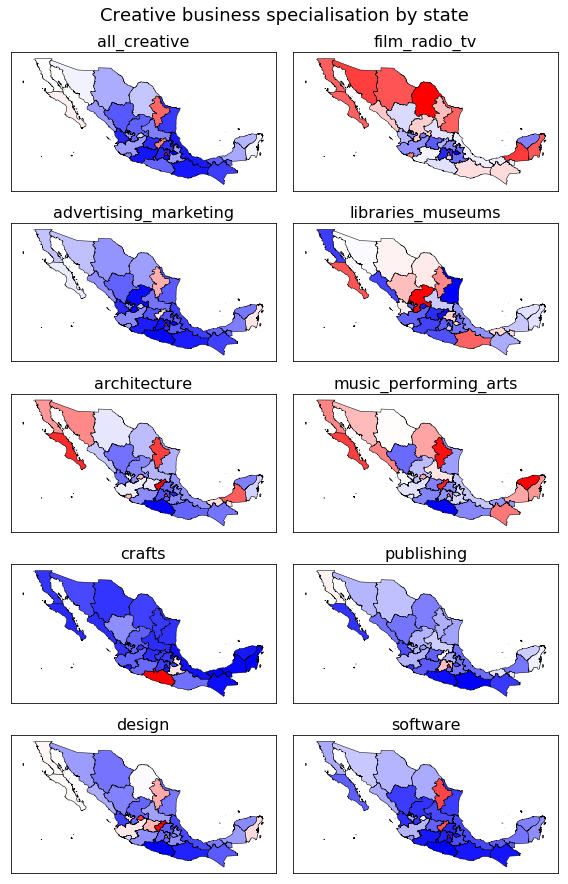 Creative business specialisation by state
all_creative
film_radio_tv
advertising_marketing
libraries_museums
architecture
music_performing_arts
crafts
publishing
design
software